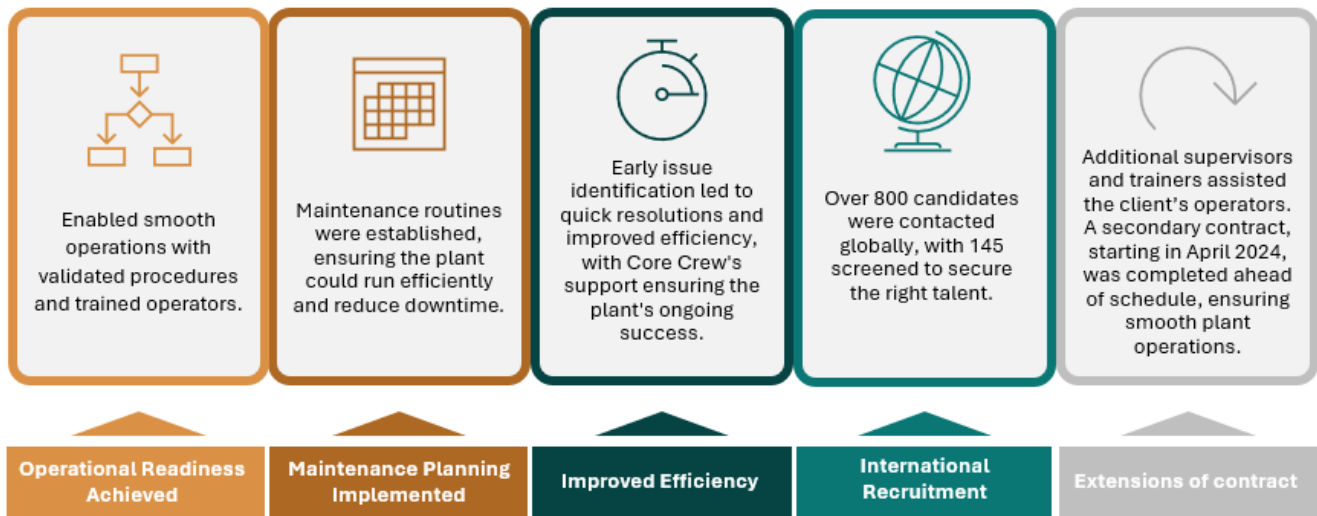 Enabled smooth
operations with
validated procedures
and trained operators.
Maintenance routines
were established,
ensuring the plant
could run efficiently
and reduce downtime.
Early issue
identification led to
quick resolutions and
improved efficiency,
with Core Crew's
support ensuring the
plant's ongoing
success.
Over 800 candidates
were contacted
globally, with 145
screened to secure
the right talent.
Additional supervisors
and trainers assisted
the client’s operators.
A secondary contract,
starting in April 2024,
was completed ahead
of schedule, ensuring
smooth plant
operations.
Operational Readiness
Achieved
Maintenance Planning
Implemented
Improved Efficiency
International
Recruitment
Extensions of contract